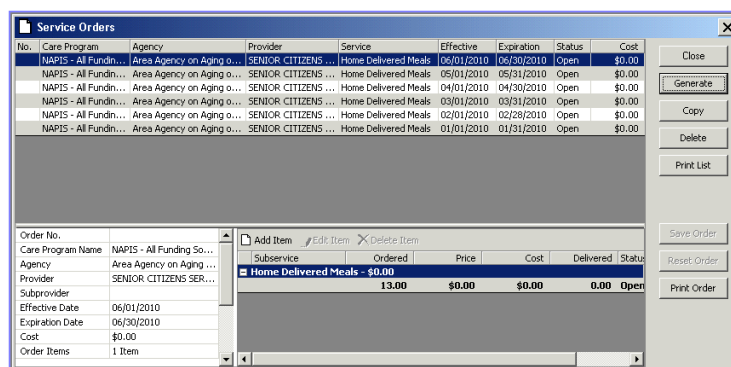 Service Orders
No. Care Program Agency Provider Service Effective Expiration Status Cost
NAPIS - All Fundin... Area Agency on Aging o... SENIOR CITIZENS ... Home Delivered Meals 06/01/2010 06/30/2010 Open $0.00
NAPIS - All Fundin... Area Agency on Aging o... SENIOR CITIZENS ... Home Delivered Meals 05/01/2010 05/31/2010 Open $0.00
NAPIS - All Fundin... Area Agency on Aging o... SENIOR CITIZENS ... Home Delivered Meals 04/01/2010 04/30/2010 Open $0.00
NAPIS - All Fundin... Area Agency on Aging o... SENIOR CITIZENS ... Home Delivered Meals 03/01/2010 03/31/2010 Open $0.00
NAPIS - All Fundin... Area Agency on Aging o... SENIOR CITIZENS ... Home Delivered Meals 02/01/2010 02/28/2010 Open $0.00
NAPIS - All Fundin... Area Agency on Aging o... SENIOR CITIZENS ... Home Delivered Meals 01/01/2010 01/31/2010 Open $0.00
Close
Generate
Copy
Delete
Print List
Save Order
Reset Order
Print Order
Order No.
Care Program Name NAPIS - All Funding So...
Agency Area Agency on Aging ...
Provider SENIOR CITIZENS SER...
Subprovider
Effective Date 06/01/2010
Expiration Date 06/30/2010
Cost $0.00
Order Items 1 Item
Add Item Edit Item Delete Item
Subservice Ordered Price Cost Delivered Statu
Home Delivered Meals - $0.00
13.00 $0.00 $0.00 0.00 Open